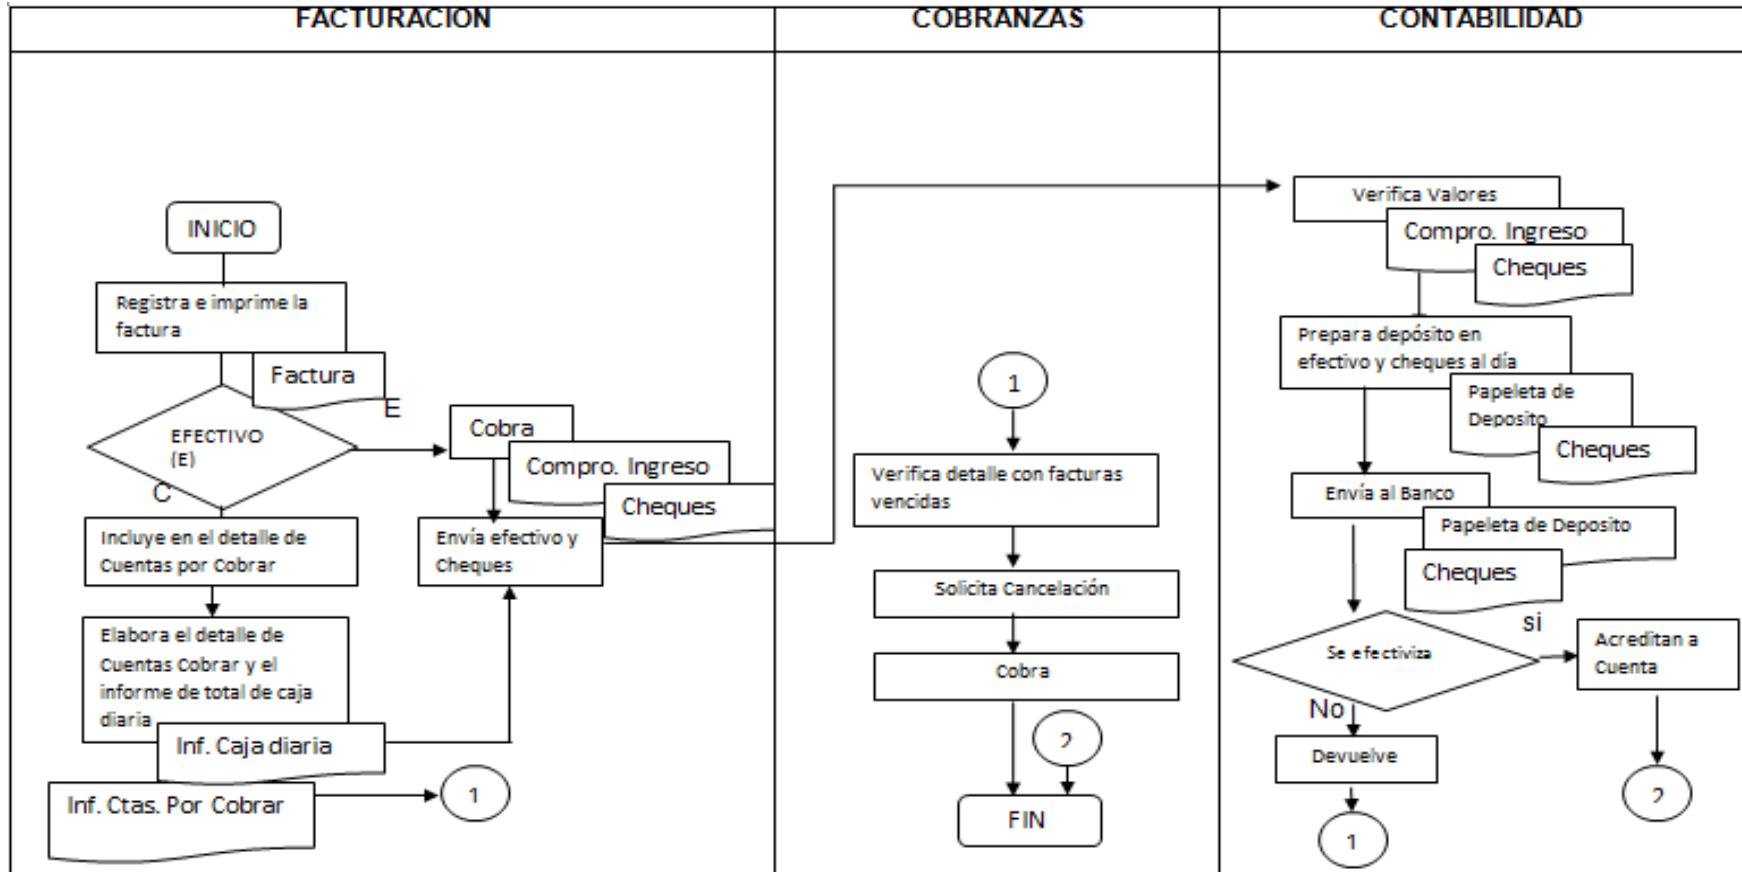 FACTURACION
COBRANZAS
CONTABILIDAD
INICIO
Registra e imprime la
factura
Factura
E
EFECTIVO
(E)
C
Cobra
Compro. Ingreso
Cheques
Incluye en el detalle de
Cuentas por Cobrar
Envía efectivo y
Cheques
Elabora el detalle de
Cuentas Cobrar y el
informe de total de caja
diaria
Inf. Caja diaria
Inf. Ctas. Por Cobrar
1
1
Verifica detalle con facturas
vencidas
Solicita Cancelación
Cobra
2
FIN
Verifica Valores
Compro. Ingreso
Cheques
Prepara depósito en
efectivo y cheques al día
Papeleta de
Deposito
Cheques
Envía al Banco
Papeleta de Deposito
Cheques
si
Se efectiviza
Acreditan a
Cuenta
No
Devuelve
2
1